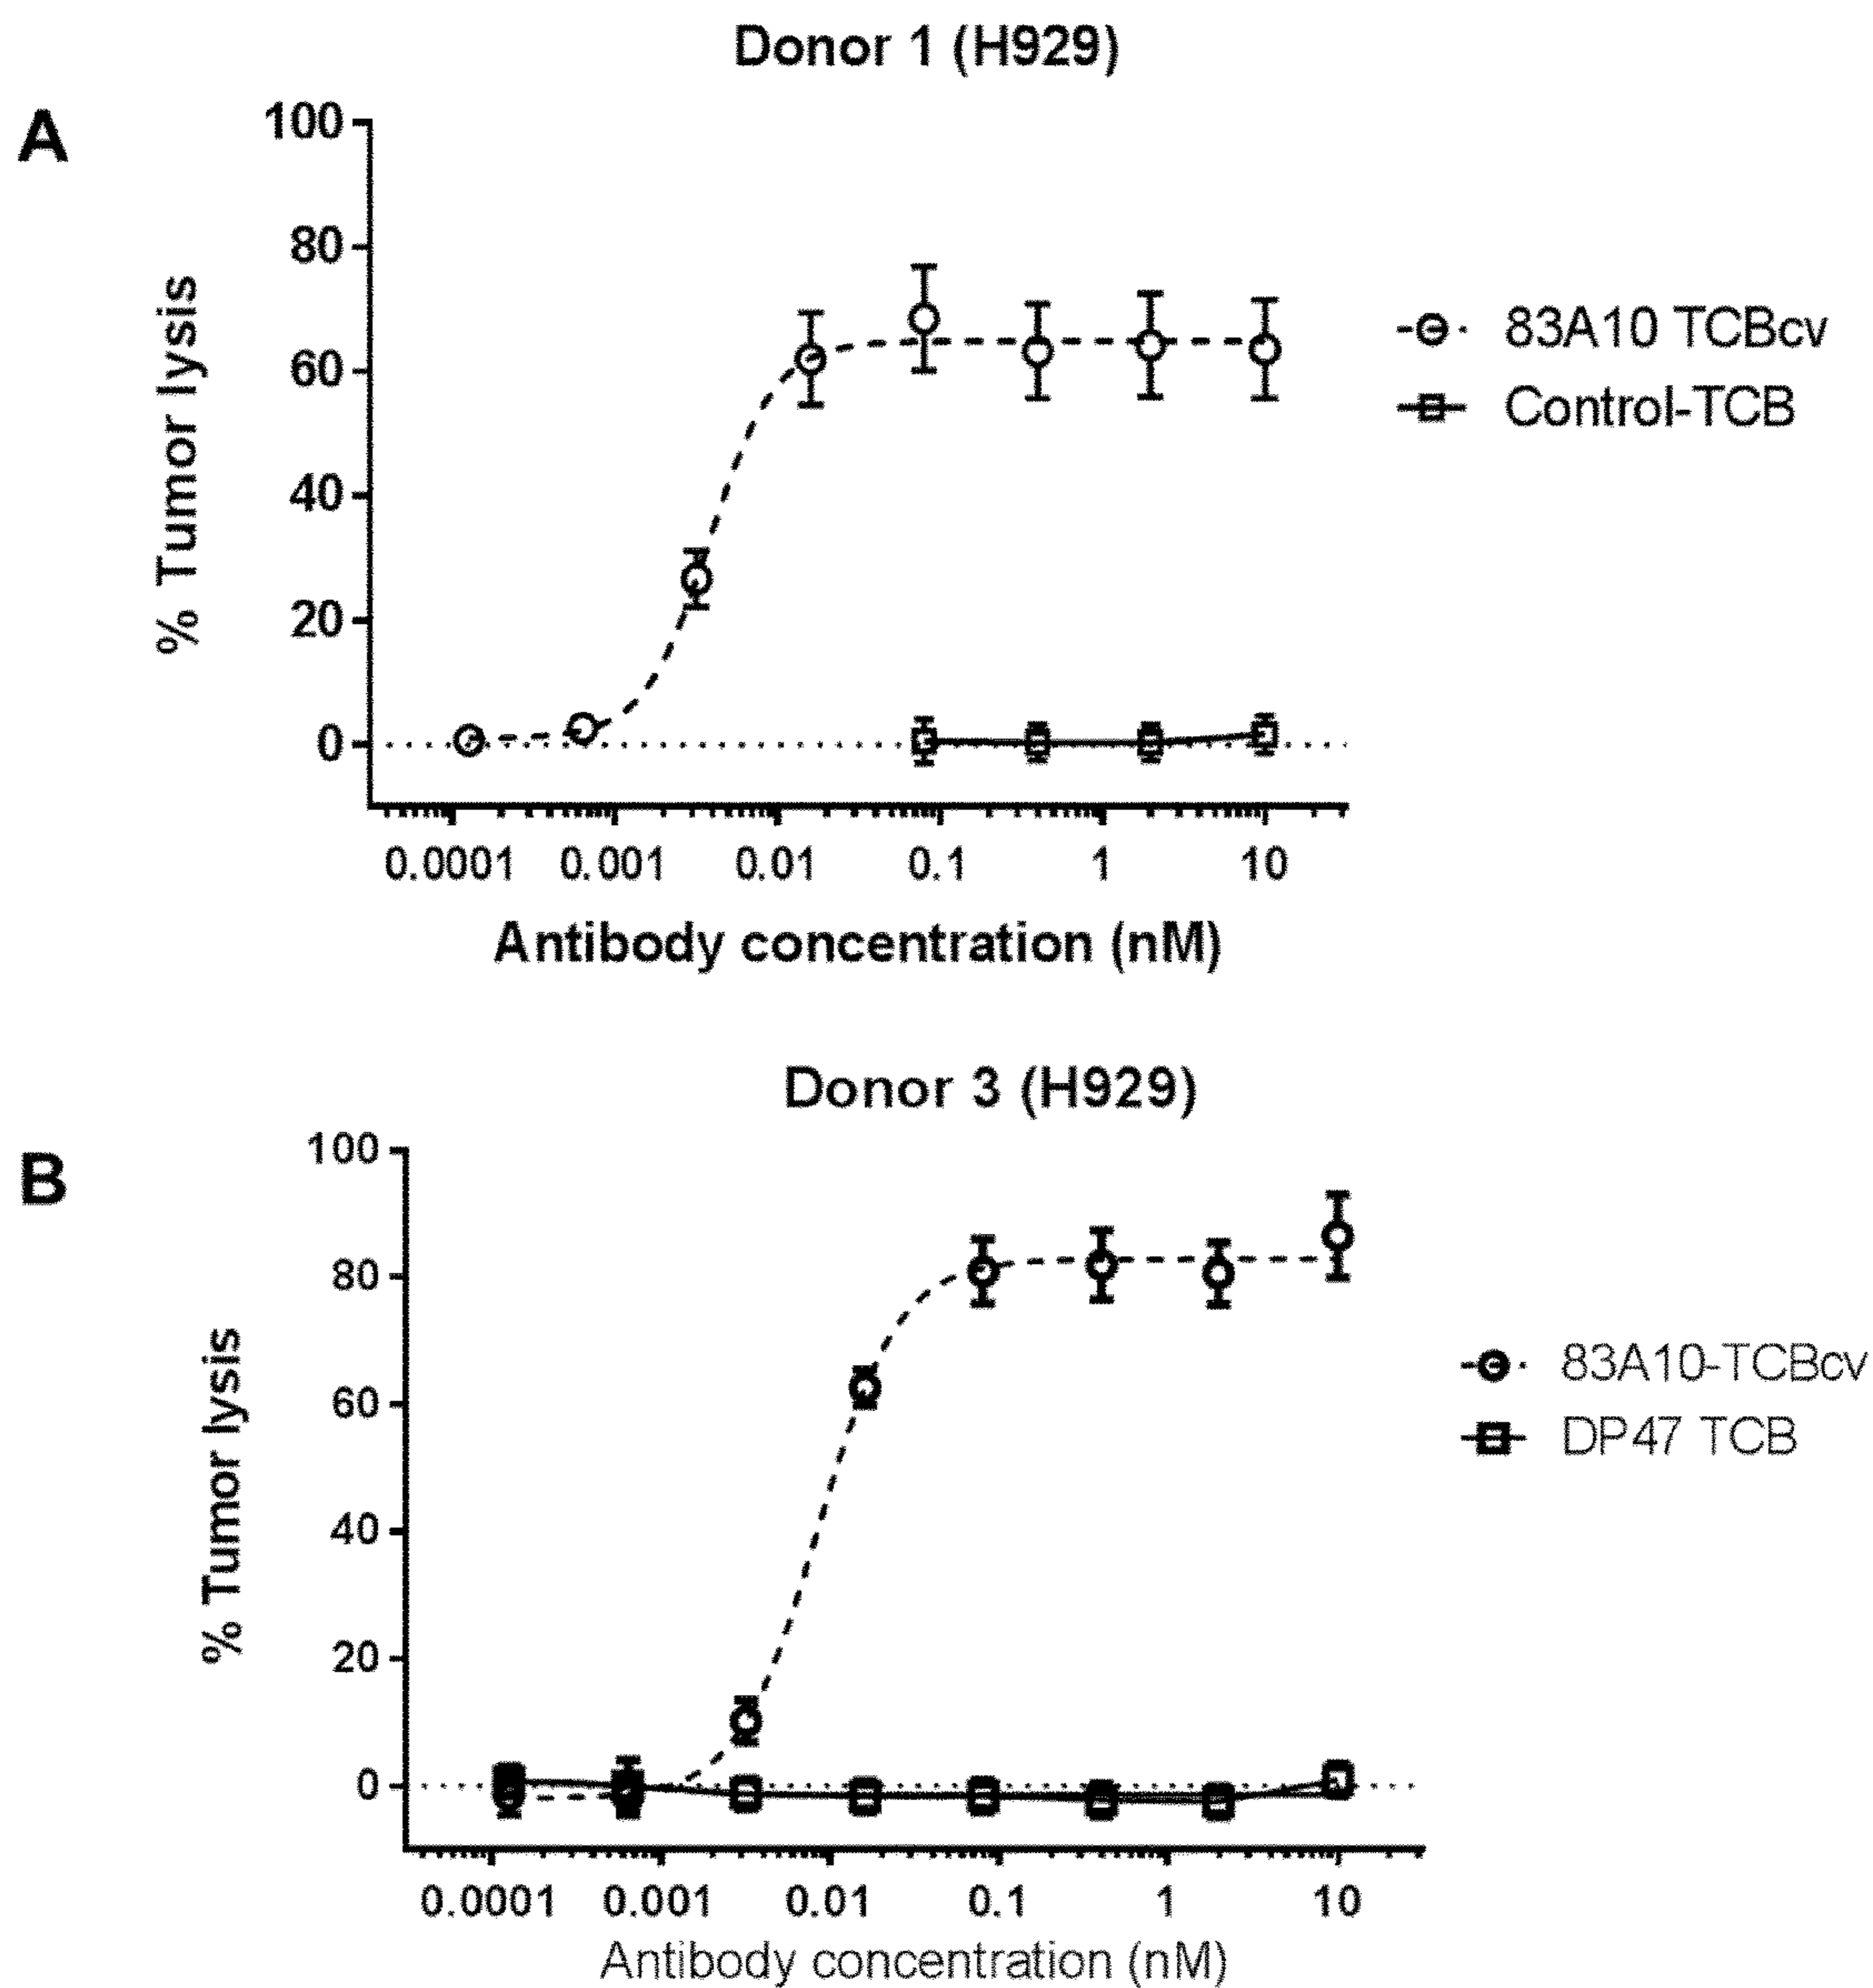 Donor 1 (H929)
A
100
80
60
40
20
0
% Tumor lysis
83A10 TCBcv
Control-TCB
0.0001 0.001 0.01 0.1 1 10
Antibody concentration (nM)
Donor 3 (H929)
B
100
80
60
40
20
0
% Tumor lysis
83A10-TCBcv
DP47 TCB
0.0001 0.001 0.01 0.1 1 10
Antibody concentration (nM)